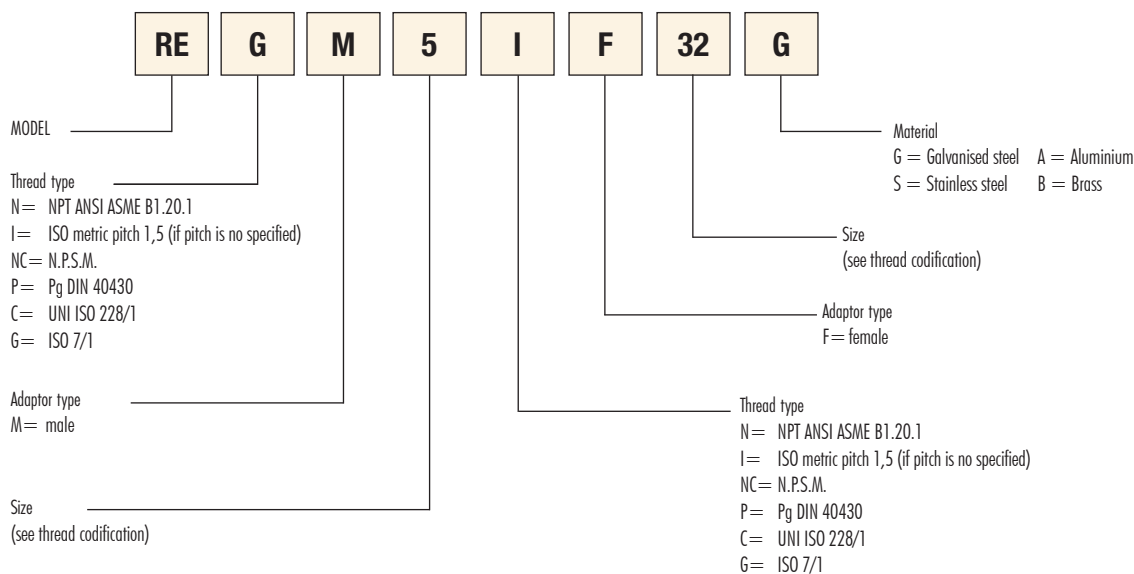 RE G M 5 I F 32 G
MODEL
Thread type
N= NPT ANSI ASME B1.20.1
I= ISO metric pitch 1,5 (if pitch is no specified)
NC= N.P.S.M.
P= Pg DIN 40430
C= UNI ISO 228/1
G= ISO 7/1
Adaptor type
M= male
Size
(see thread codification)
Material
G = Galvanised steel A = Aluminium
S = Stainless steel B = Brass
Size
(see thread codification)
Adaptor type
F= female
Thread type
N= NPT ANSI ASME B1.20.1
I= ISO metric pitch 1,5 (if pitch is no specified)
NC= N.P.S.M.
P= Pg DIN 40430
C= UNI ISO 228/1
G= ISO 7/1